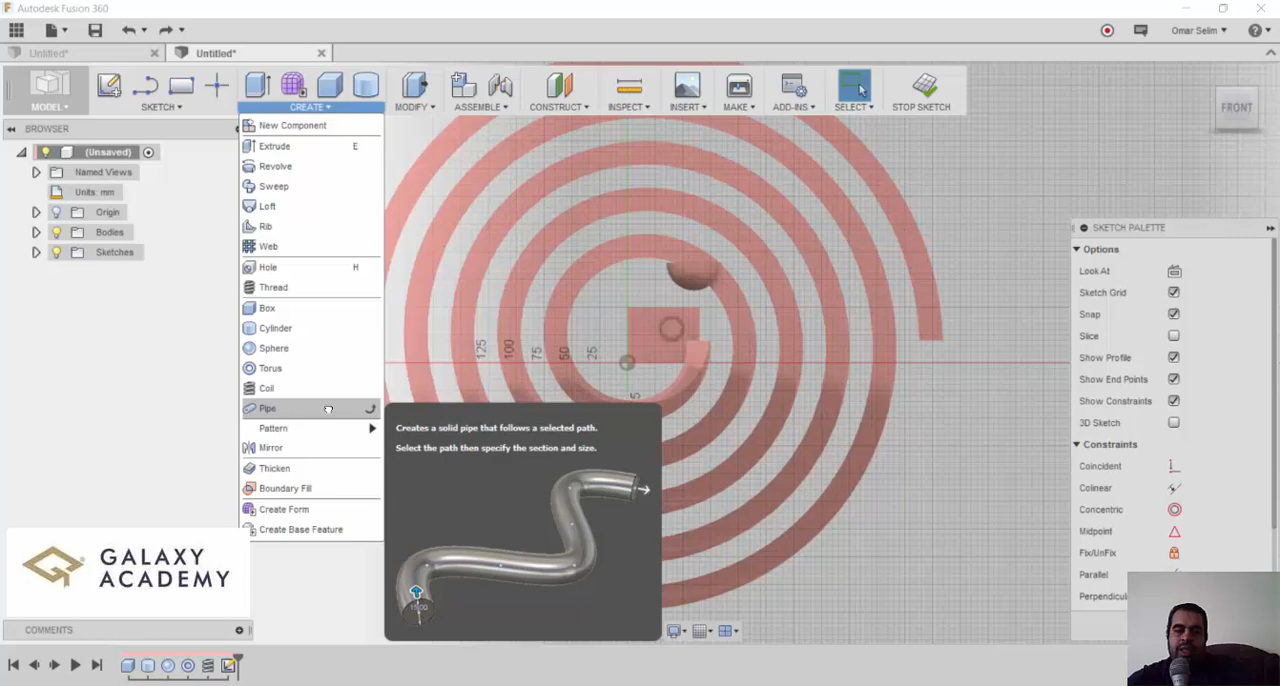 Autodesk Fusion 360
Omar Selim
Untitled*
Untitled*
MODEL
SKETCH
CREATE
MODIFY
ASSEMBLE
CONSTRUCT
INSPECT
INSERT
MAKE
ADD-INS
SELECT
STOP SKETCH
BROWSER
(Unsaved)
Named Views
Units: mm
Origin
Bodies
Sketches
New Component
Extrude E
Revolve
Sweep
Loft
Rib
Web
Hole H
Thread
Box
Cylinder
Sphere
Torus
Coil
Pipe
Pattern
Mirror
Thicken
Boundary Fill
Create Form
Create Base Feature
Creates a solid pipe that follows a selected path.
Select the path then specify the section and size.
125 100 75 50 25
FRONT
SKETCH PALETTE
Options
Look At
Sketch Grid
Snap
Slice
Show Profile
Show End Points
Show Constraints
3D Sketch
Constraints
Coincident
Colinear
Concentric
Midpoint
Fix/UnFix
Parallel
Perpendicul
GALAXY
ACADEMY
COMMENTS